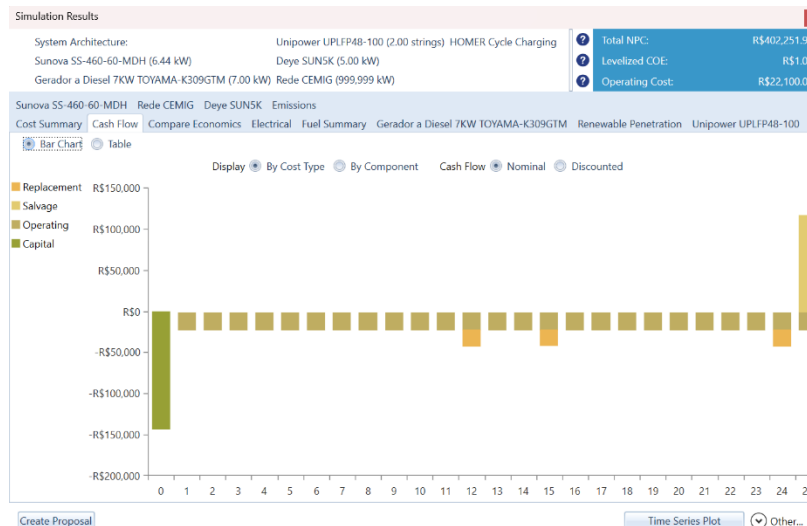 Simulation Results
System Architecture: Unipower UPLFP48-100 (2.00 strings) HOMER Cycle Charging
Sunova SS-460-60-MDH (6.44 kW) Deye SUN5K (5.00 kW)
Gerador a Diesel 7KW TOYAMA-K309GTM (7.00 kW) Rede CEMIG (999,999 kW)
Total NPC: R$402,251.9
Levelized COE: R$1.0
Operating Cost: R$22,100.0
Sunova SS-460-60-MDH Rede CEMIG Deye SUN5K Emissions
Cost Summary Cash Flow Compare Economics Electrical Fuel Summary Gerador a Diesel 7KW TOYAMA-K309GTM Renewable Penetration Unipower UPLFP48-100
Bar Chart Table
Display By Cost Type By Component Cash Flow Nominal Discounted
Replacement
Salvage
Operating
Capital
R$150,000
R$100,000
R$50,000
R$0
-R$50,000
-R$100,000
-R$150,000
-R$200,000
0 1 2 3 4 5 6 7 8 9 10 11 12 13 14 15 16 17 18 19 20 21 22 23 24 2
Create Proposal Time Series Plot Other...